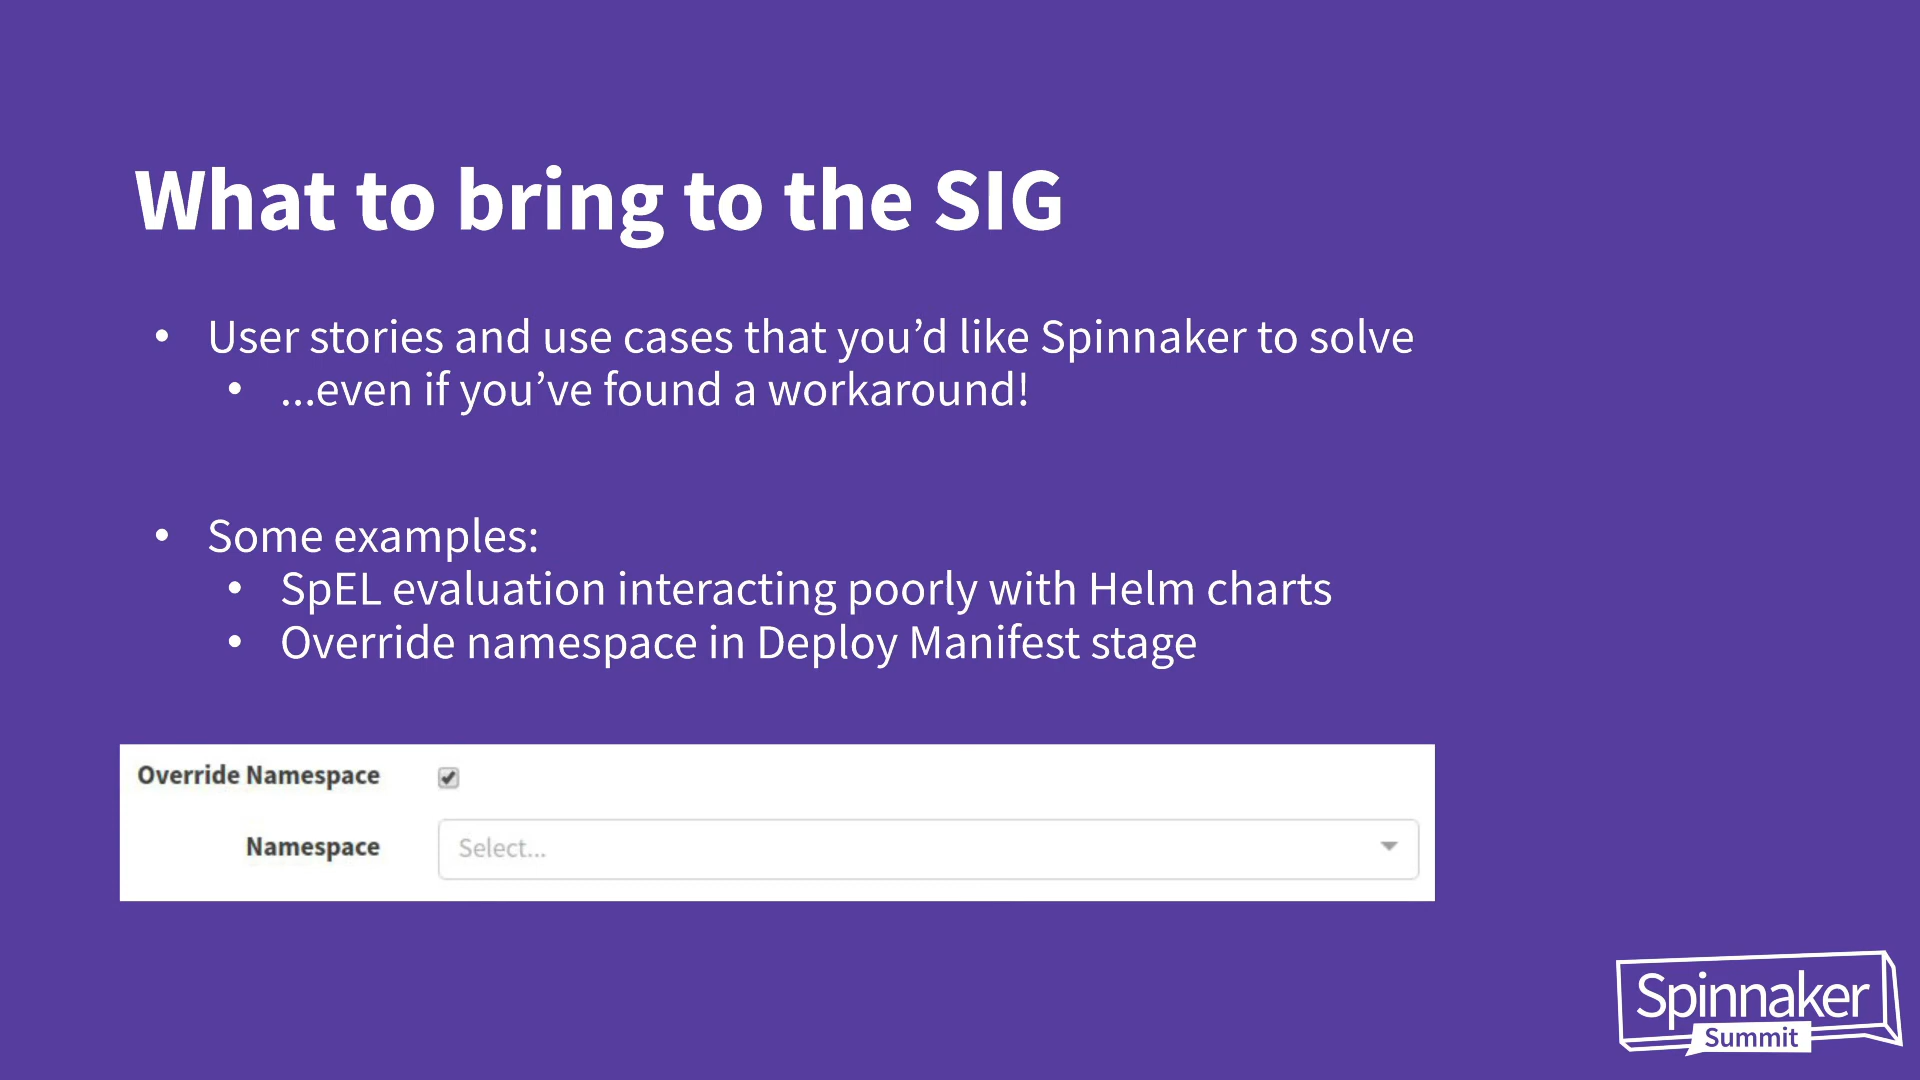 What to bring to the SIG
• User stories and use cases that you’d like Spinnaker to solve
• ...even if you’ve found a workaround!
• Some examples:
• SpEL evaluation interacting poorly with Helm charts
• Override namespace in Deploy Manifest stage
Override Namespace
Namespace Select...
Spinnaker
Summit